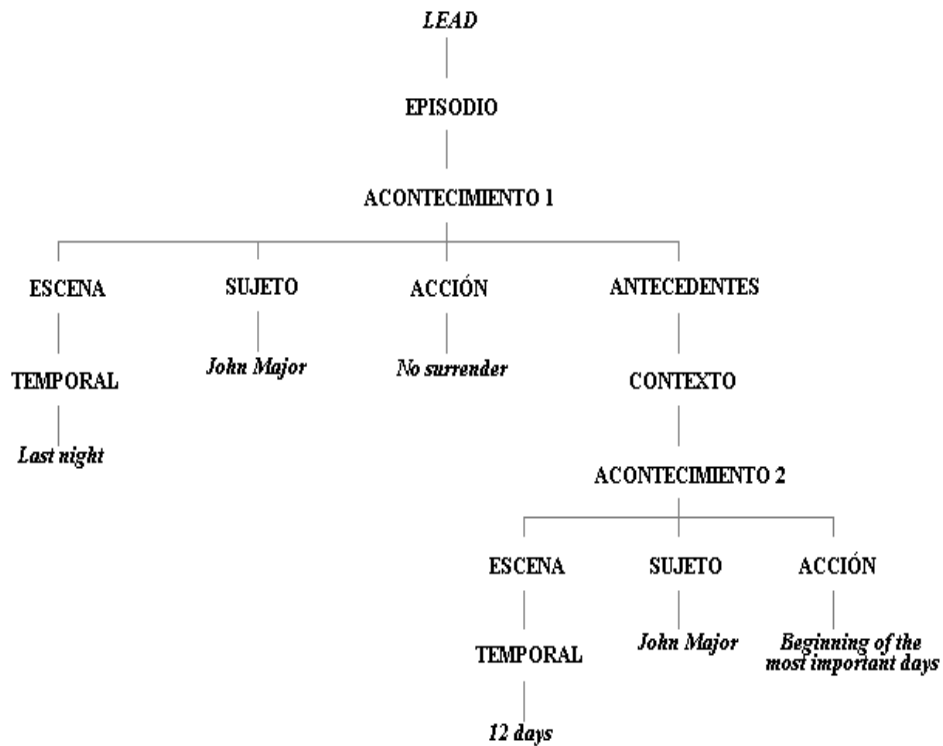 LEAD
EPISODIO
ACONTECIMIENTO 1
ESCENA
SUJETO
ACCIÓN
ANTECEDENTES
TEMPORAL
John Major
No surrender
CONTEXTO
Last night
ACONTECIMIENTO 2
ESCENA
SUJETO
ACCIÓN
TEMPORAL
John Major
Beginning of the
most important days
12 days